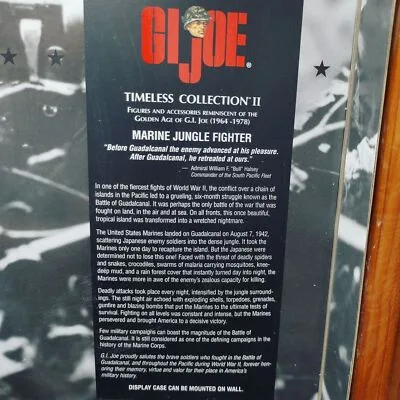 GI JOE®
TIMELESS COLLECTION™ II
FIGURES AND ACCESSORIES REMINISCENT OF THE
GOLDEN AGE OF G.I. JOE (1964 -1978)
MARINE JUNGLE FIGHTER
"Before Guadalcanal the enemy advanced at his pleasure.
After Guadalcanal, he retreated at ours."
— Admiral William F. "Bull" Halsey
Commander of the South Pacific Fleet
In one of the fiercest fights of World War II, the conflict over a chain of
islands in the Pacific led to a grueling, six-month struggle known as the
Battle of Guadalcanal. It was perhaps the only battle of the war that was
fought on land, in the air and at sea. On all fronts, this once beautiful,
tropical island was transformed into a wretched nightmare.
The United States Marines landed on Guadalcanal on August 7, 1942,
scattering Japanese enemy soldiers into the dense jungle. It took the
Marines only one day to recapture the island. But the Japanese were
determined not to lose this one! Faced with the threat of deadly spiders
and snakes, crocodiles, swarms of malaria carrying mosquitoes, knee-
deep mud, and a rain forest cover that instantly turned day into night, the
Marines were more in awe of the enemy's zealous capacity for killing.
Deadly attacks took place every night, intensified by the jungle surround-
ings. The still night air echoed with exploding shells, torpedoes, grenades,
gunfire and blazing bombs that put the Marines to the ultimate tests of
survival. Fighting on all levels was constant and intense, but the Marines
persevered and brought America to a decisive victory.
Few military campaigns can boast the magnitude of the Battle of
Guadalcanal. It is still considered as one of the defining campaigns in the
history of the Marine Corps.
G.I. Joe proudly salutes the brave soldiers who fought in the Battle of
Guadalcanal, and throughout the Pacific during World War II, forever hon-
oring their memory, virtue and valor for their place in America's
military history.
DISPLAY CASE CAN BE MOUNTED ON WALL.